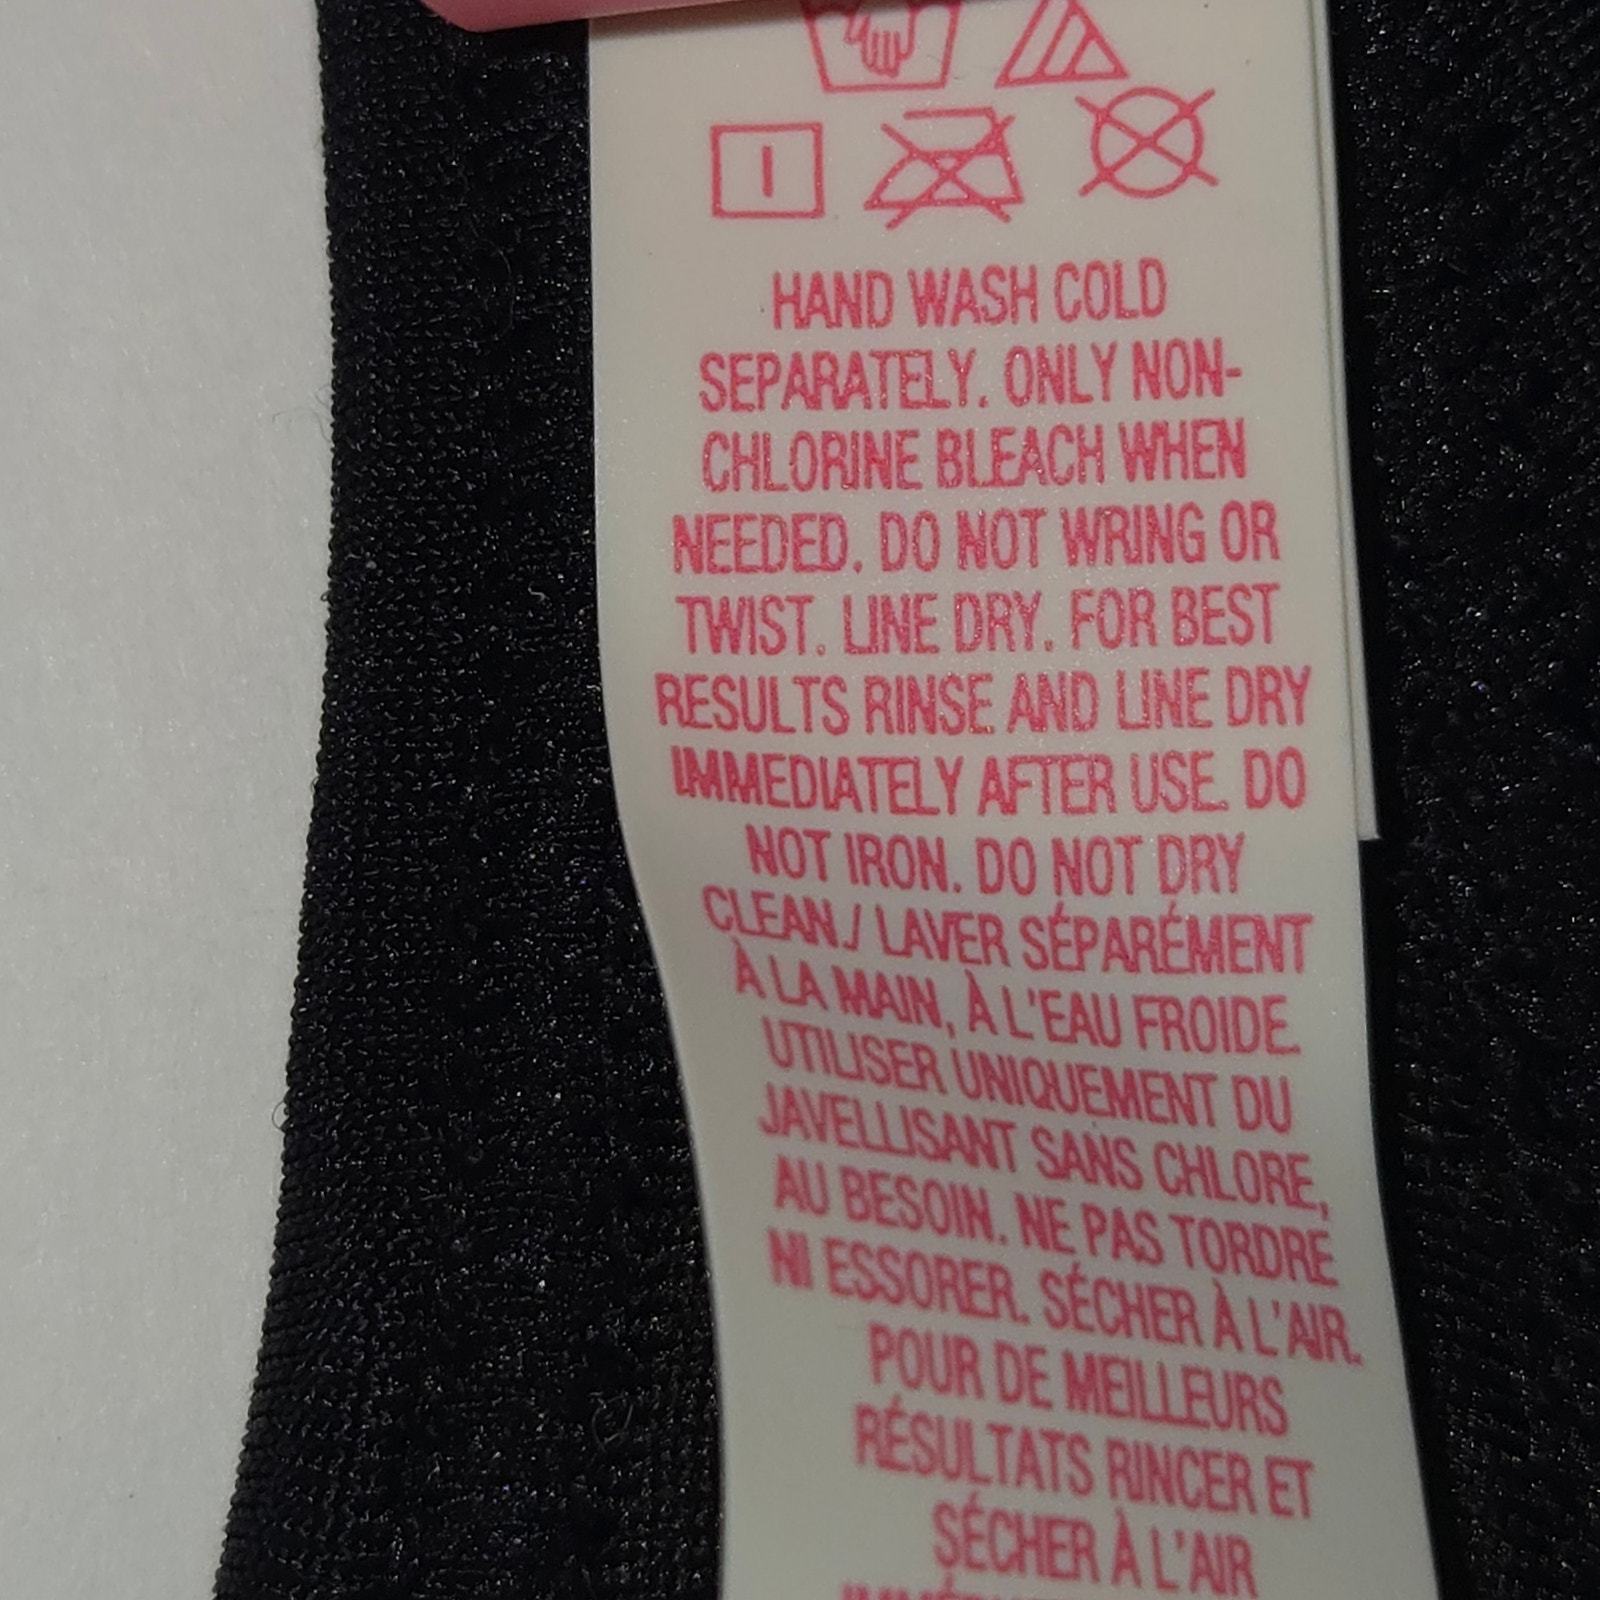 HAND WASH COLD
SEPARATELY. ONLY NON-
CHLORINE BLEACH WHEN
NEEDED. DO NOT WRING OR
TWIST. LINE DRY. FOR BEST
RESULTS RINSE AND LINE DRY
IMMEDIATELY AFTER USE. DO
NOT IRON. DO NOT DRY
CLEAN./ LAVER SÉPARÉMENT
À LA MAIN, À L'EAU FROIDE.
UTILISER UNIQUEMENT DU
JAVELLISANT SANS CHLORE,
AU BESOIN. NE PAS TORDRE
NI ESSORER. SÉCHER À L'AIR.
POUR DE MEILLEURS
RÉSULTATS RINCER ET
SÉCHER À L'AIR